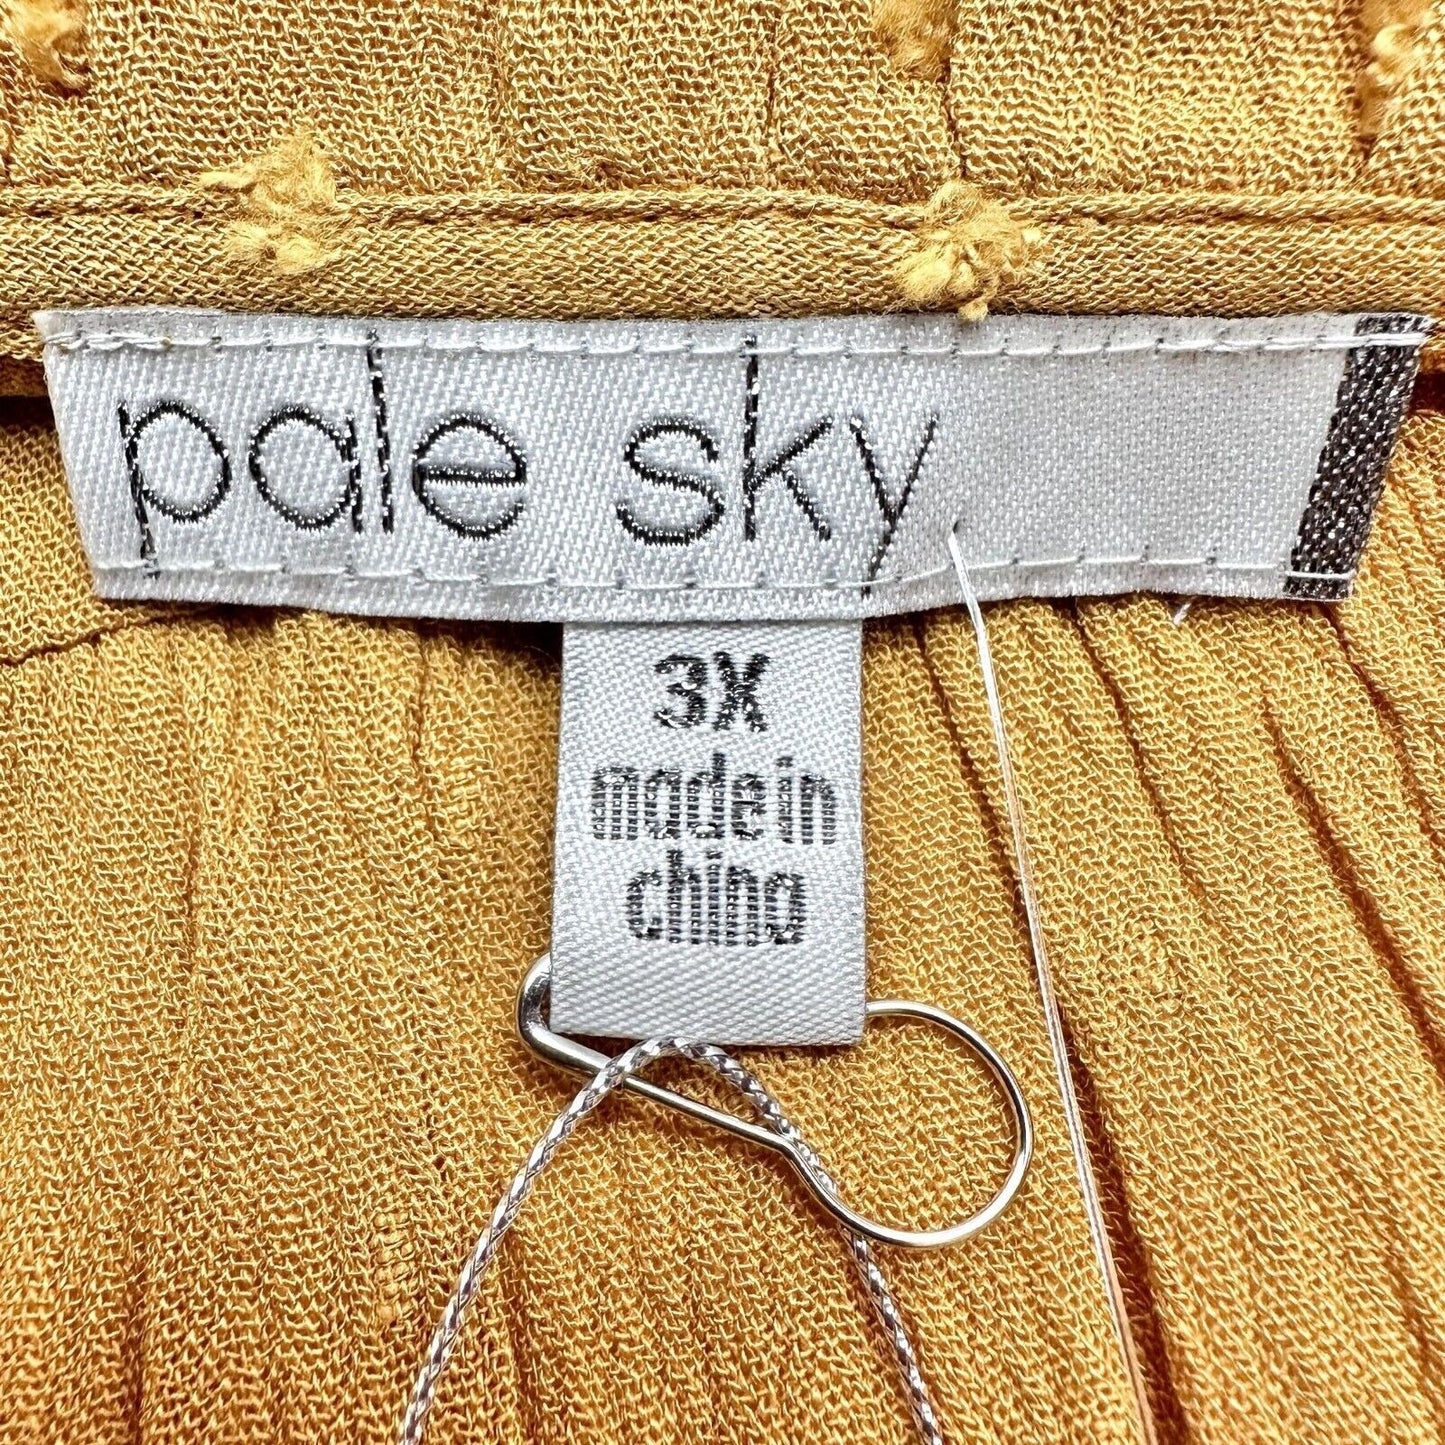 pale sky
3X
made in
china